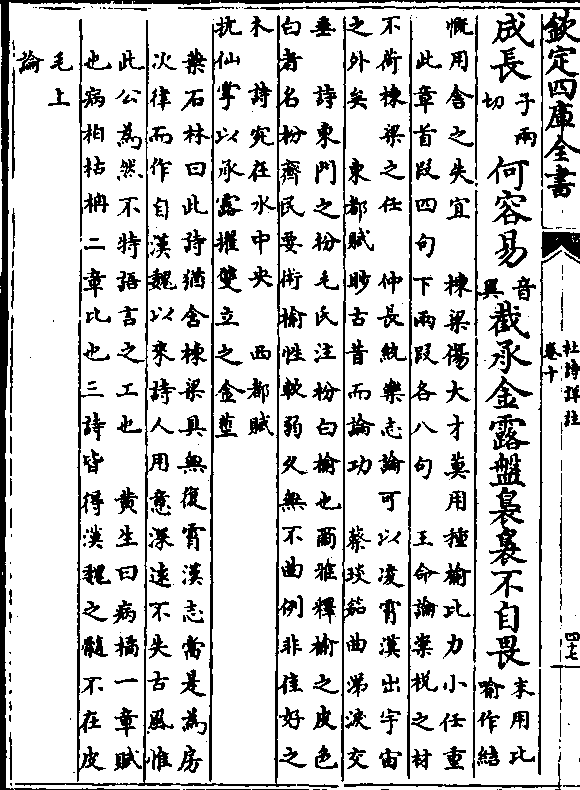 欽定四庫全書
杜詩詳註
卷十
四七
成長子兩切何容易音異截承金露盤裊裊不自畏末用比喻作結
慨用舍之失宜 棟梁傷大才莫用種榆比力小任重
此章首段四句下兩段各八句 王命論楶梲之材
不荷棟梁之任 仲長統樂志論可以凌霄漢出宇宙
之外矣 東都賦眇古昔而論功 蔡琰笳曲涕淚交
垂 詩東門之枌毛氏注枌白榆也爾雅釋榆之皮色
白者名枌齊民要術榆性軟弱久無不曲例非佳好之
木 詩宛在水中央 西都賦
抗仙掌以承露擢雙立之金莖
葉石林曰此詩猶含棟梁具無復霄漢志當是為房
次律而作自漢魏以來詩人用意深遠不失古風惟
此公為然不特語言之工也 黄生曰病橘一章賦
也病柏枯柟二章比也三詩皆得漢魏之髓不在皮
毛上
論